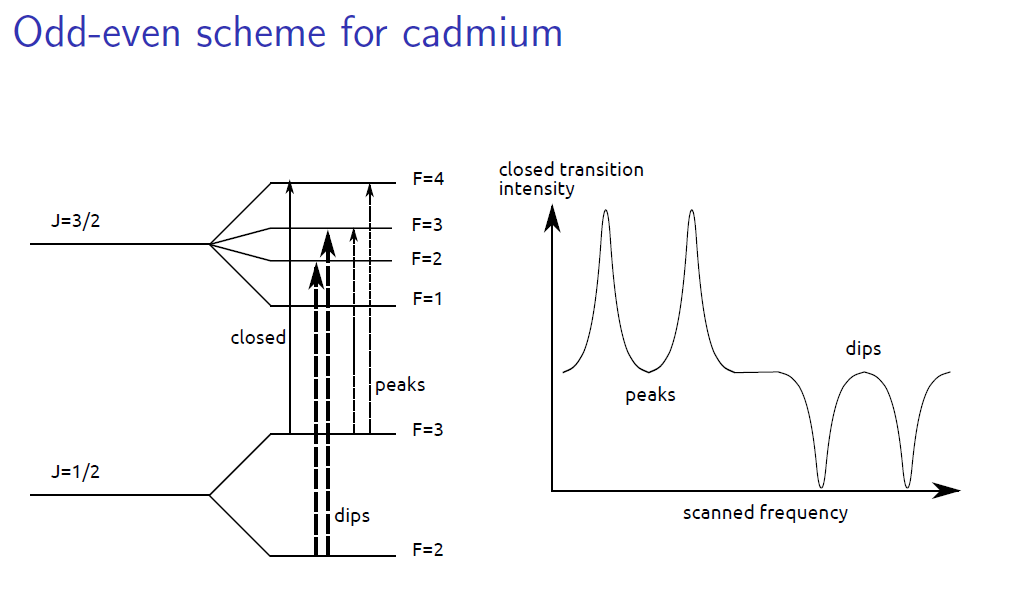 Odd-even scheme for cadmium
J=3/2
F=4
F=3
F=2
F=1
closed
peaks
F=3
J=1/2
dips
F=2
closed transition
intensity
peaks
dips
scanned frequency